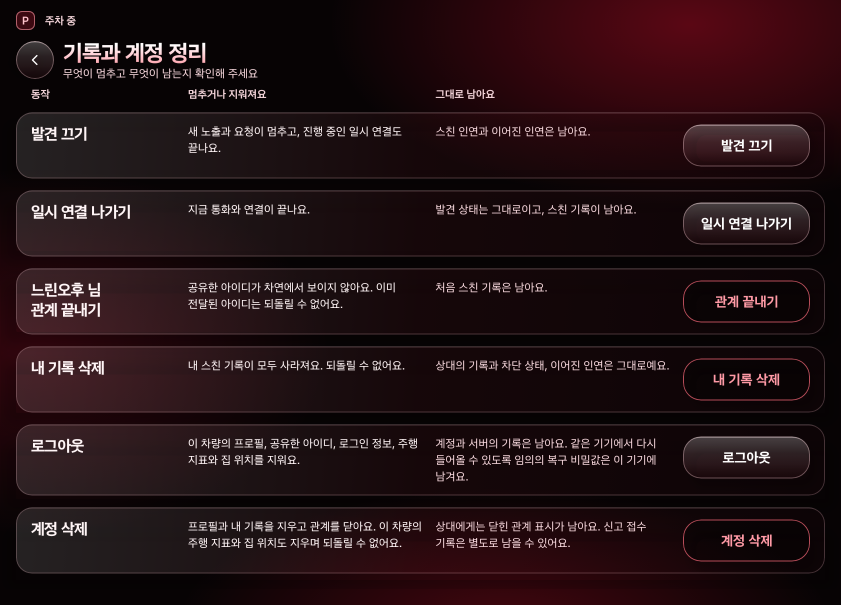 P 주차 중
기록과 계정 정리
무엇이 멈추고 무엇이 남는지 확인해 주세요
동작 멈추거나 지워져요 그대로 남아요
발견 끄기
새 노출과 요청이 멈추고, 진행 중인 일시 연결도
끝나요.
스친 인연과 이어진 인연은 남아요.
발견 끄기
일시 연결 나가기
지금 통화와 연결이 끝나요.
발견 상태는 그대로이고, 스친 기록이 남아요.
일시 연결 나가기
느린오후 님
관계 끝내기
공유한 아이디가 차연에서 보이지 않아요. 이미
전달된 아이디는 되돌릴 수 없어요.
처음 스친 기록은 남아요.
관계 끝내기
내 기록 삭제
내 스친 기록이 모두 사라져요. 되돌릴 수 없어요.
상대의 기록과 차단 상태, 이어진 인연은 그대로예요.
내 기록 삭제
로그아웃
이 차량의 프로필, 공유한 아이디, 로그인 정보, 주행
지표와 집 위치를 지워요.
계정과 서버의 기록은 남아요. 같은 기기에서 다시
들어올 수 있도록 임의의 복구 비밀값은 이 기기에
남겨요.
로그아웃
계정 삭제
프로필과 내 기록을 지우고 관계를 닫아요. 이 차량의
주행 지표와 집 위치도 지우며 되돌릴 수 없어요.
상대에게는 닫힌 관계 표시가 남아요. 신고 접수
기록은 별도로 남을 수 있어요.
계정 삭제